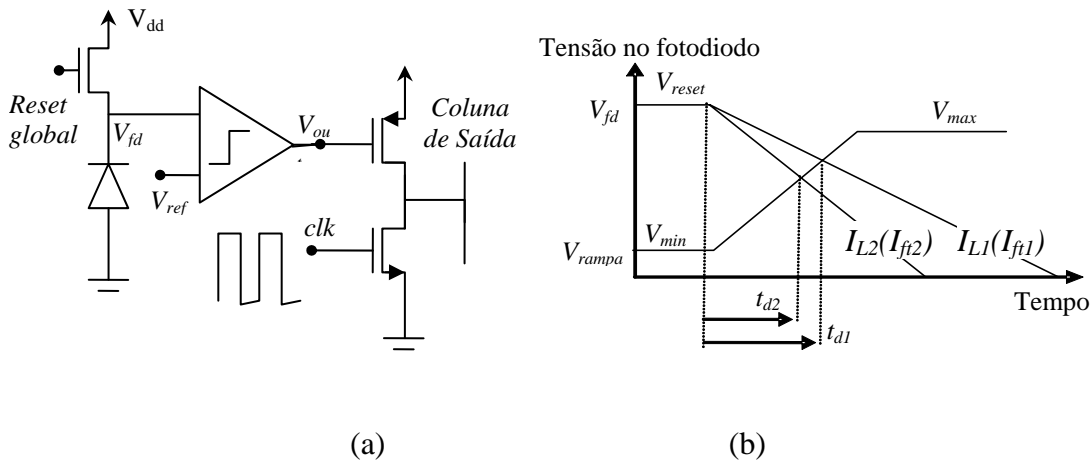 V_dd
Reset
global
V_fd
V_ref
V_ou
Coluna
de Saída
clk
(a)
Tensão no fotodiodo
V_reset
V_fd
V_max
V_min
V_rampa
I_L2(I_ft2)
I_L1(I_ft1)
Tempo
t_d2
t_d1
(b)